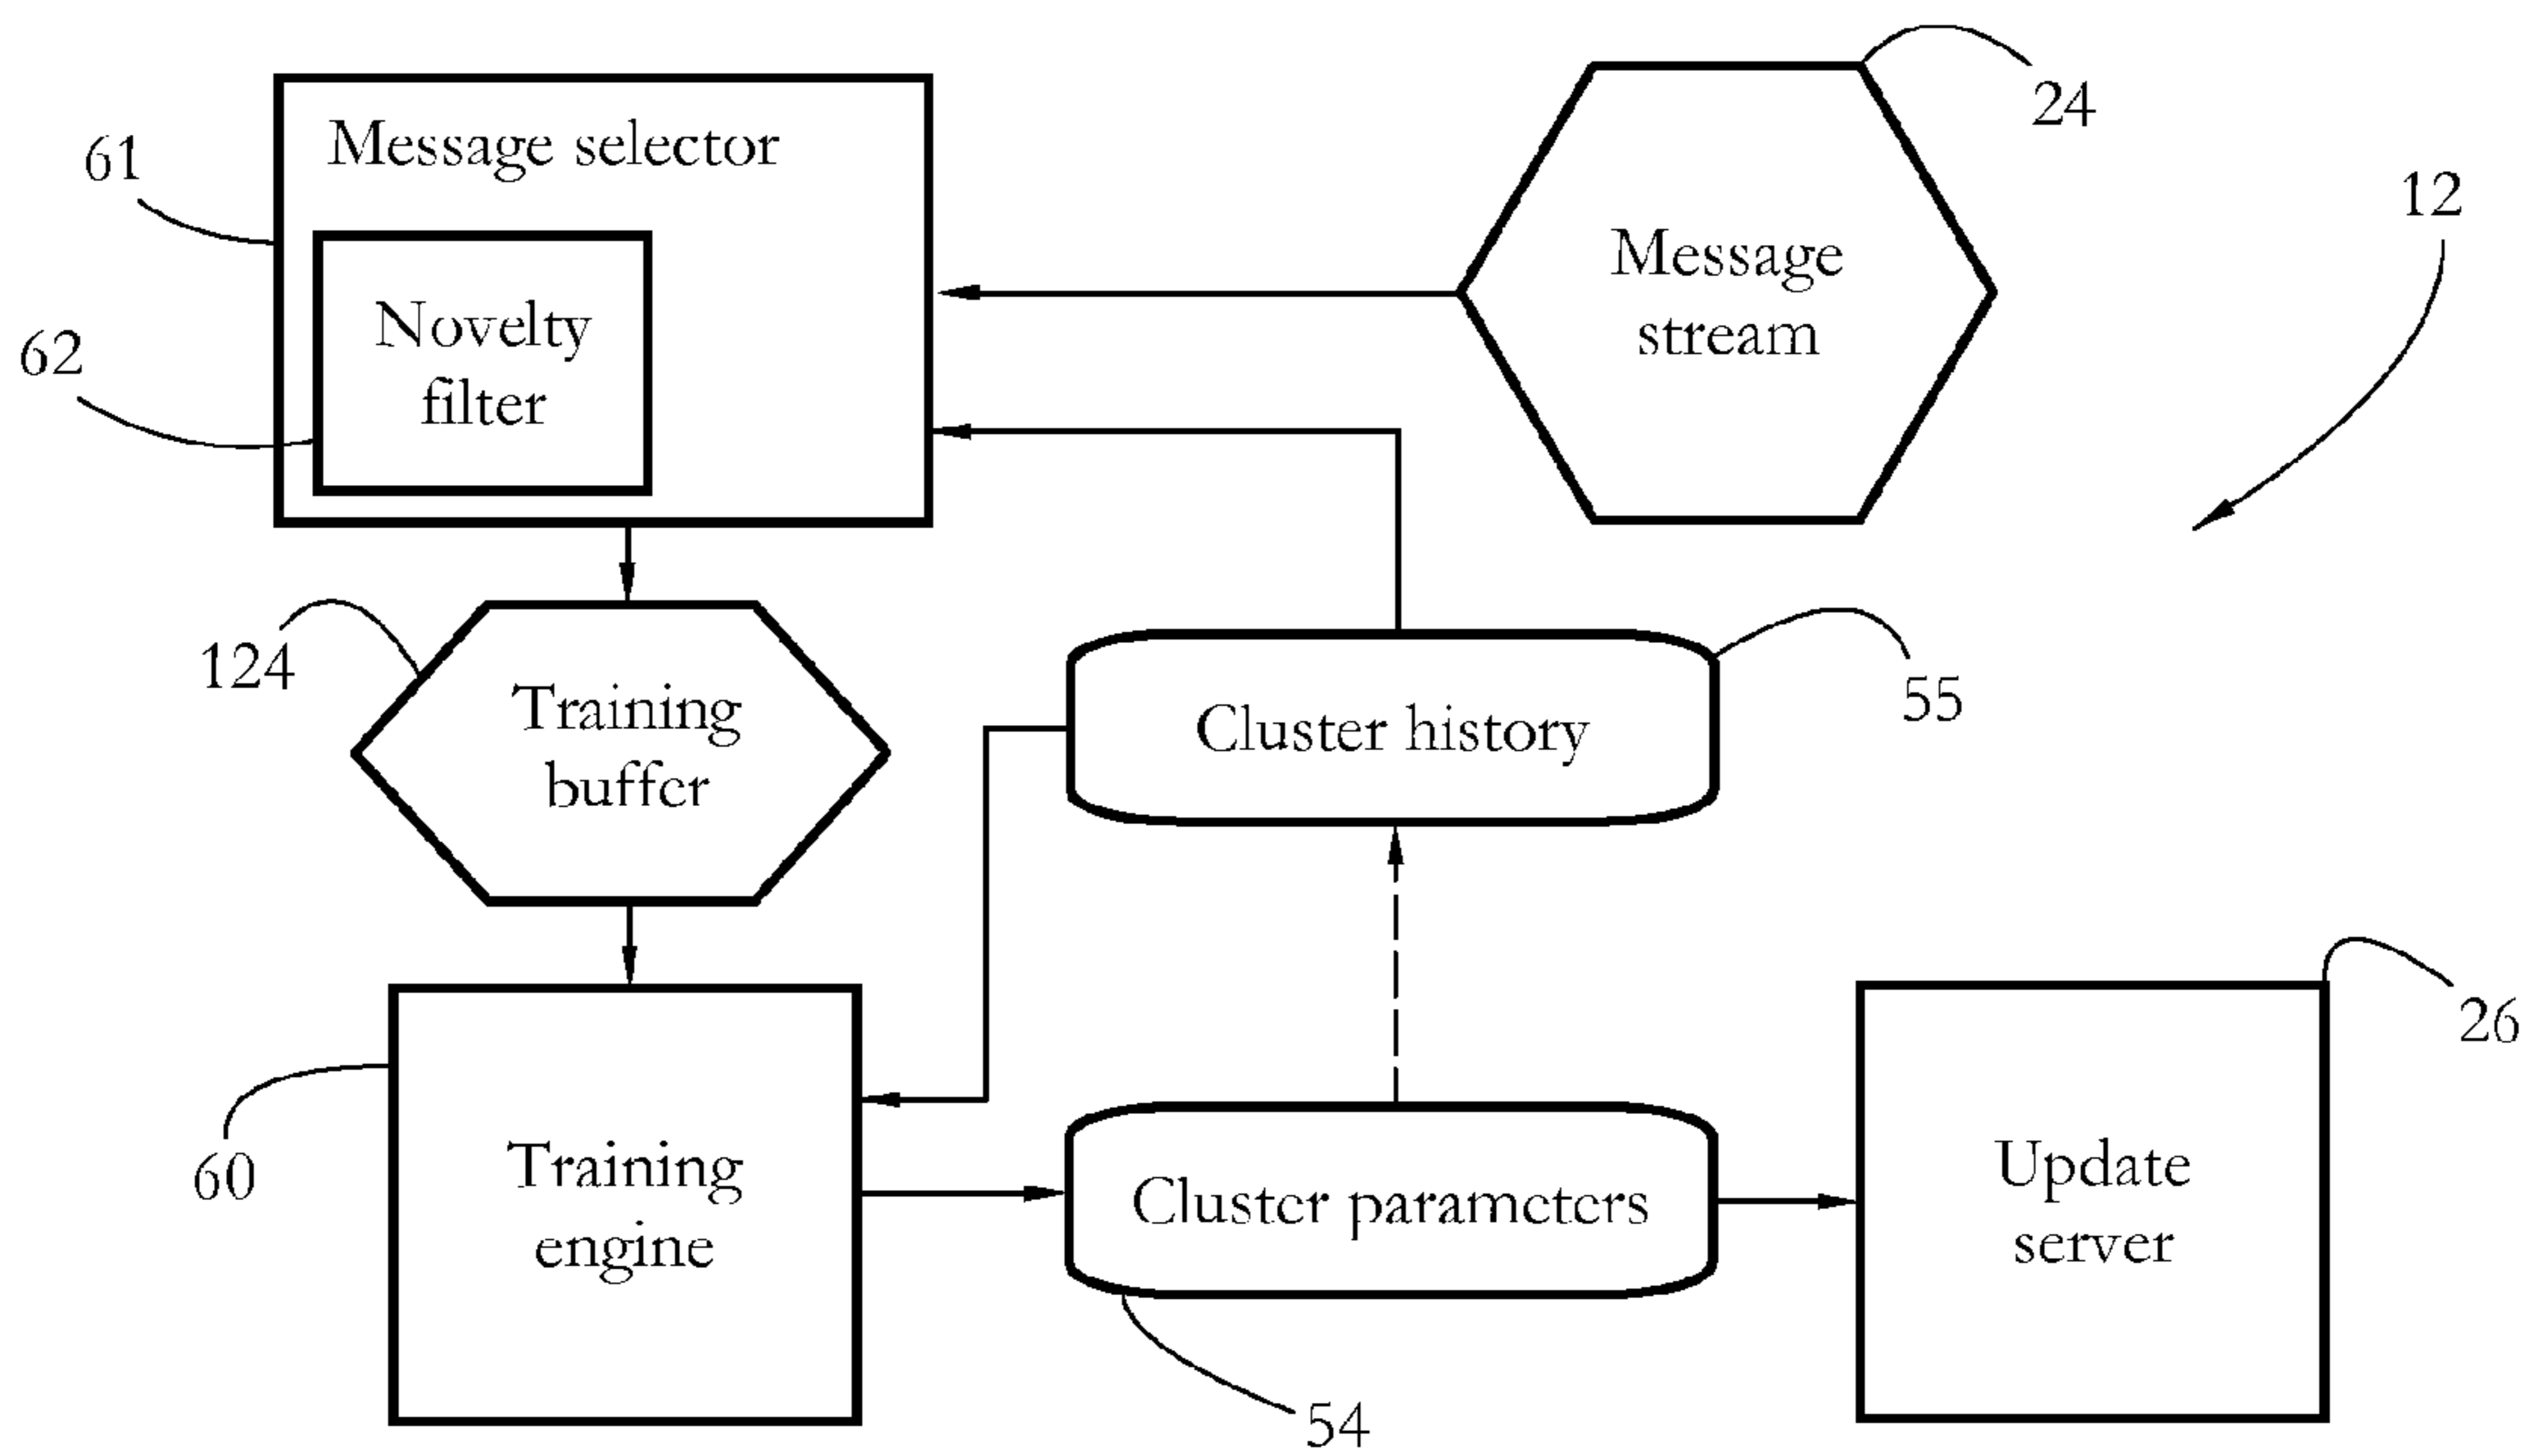 24
61
Message selector
12
Message
stream
62
Novelty
filter
124
Training
buffer
55
Cluster history
26
60
Training
engine
Cluster parameters
Update
server
54